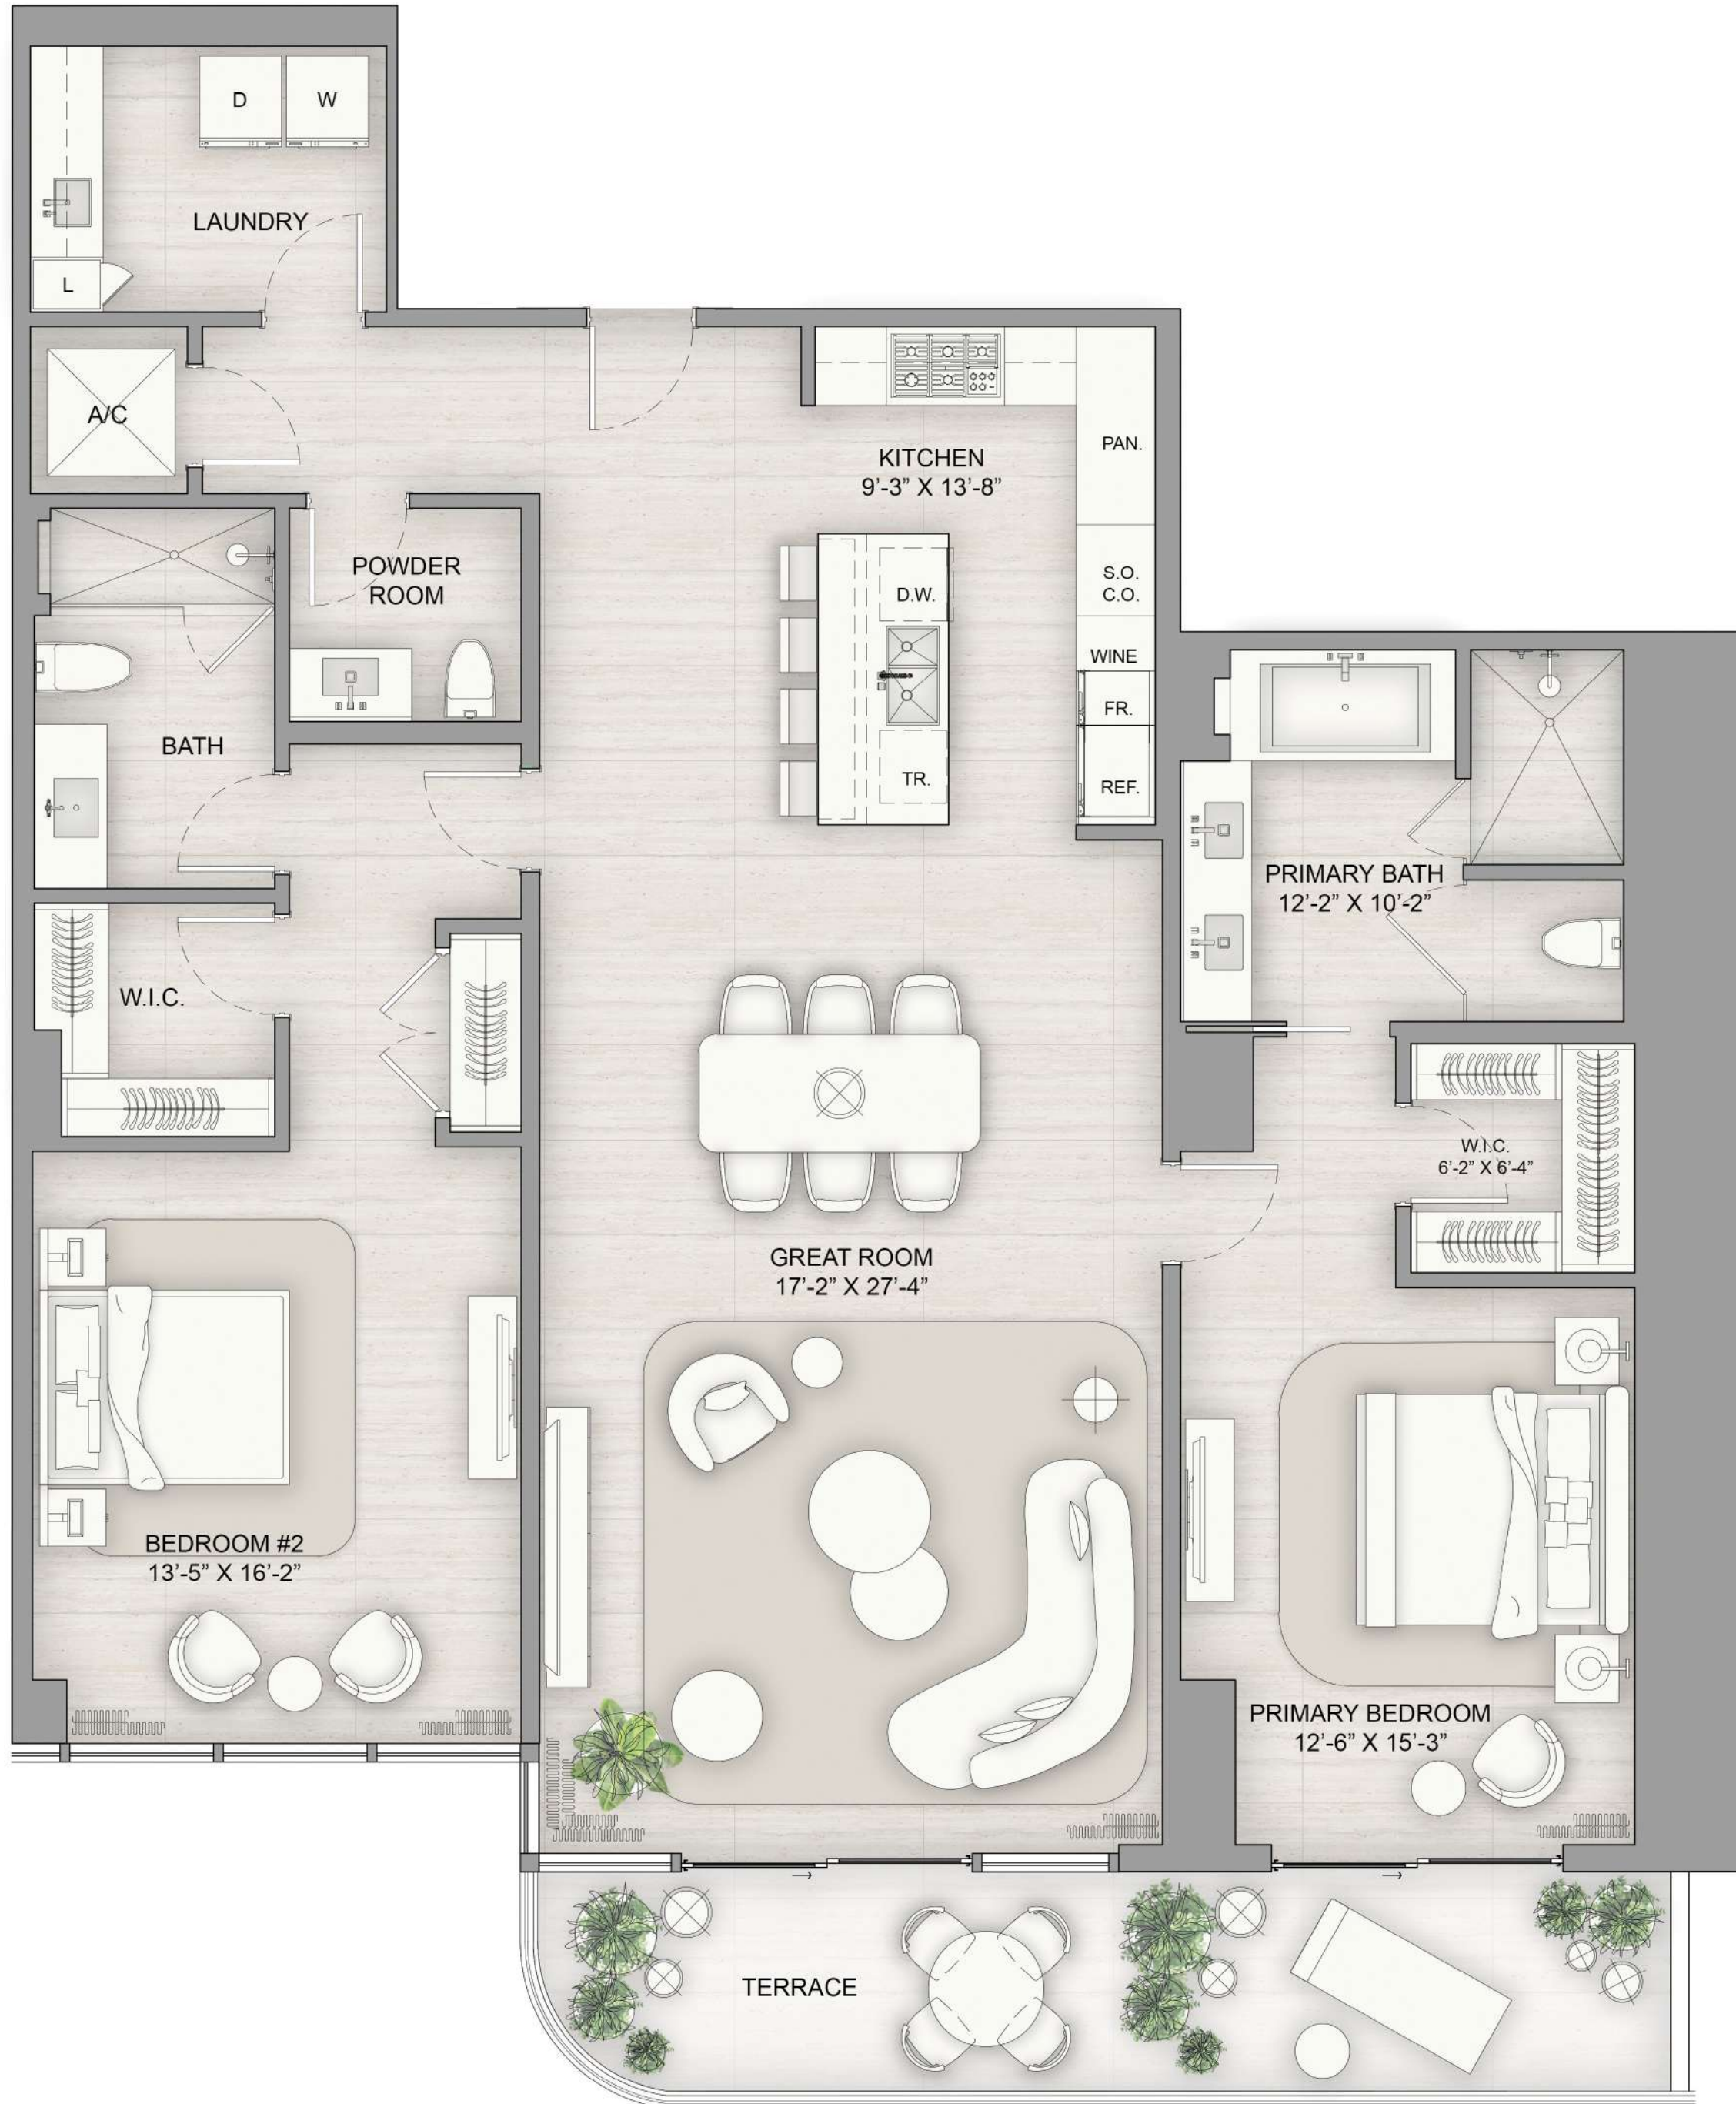 D
W
LAUNDRY
L
A/C
KITCHEN
9’-3” X 13’-8”
PAN.
POWDER
ROOM
S.O.
C.O.
D.W.
WINE
FR.
BATH
TR.
REF.
PRIMARY BATH
12’-2” X 10’-2”
W.I.C.
W.I.C.
6’-2” X 6’-4”
GREAT ROOM
17’-2” X 27’-4”
BEDROOM #2
13’-5” X 16’-2”
PRIMARY BEDROOM
12’-6” X 15’-3”
TERRACE